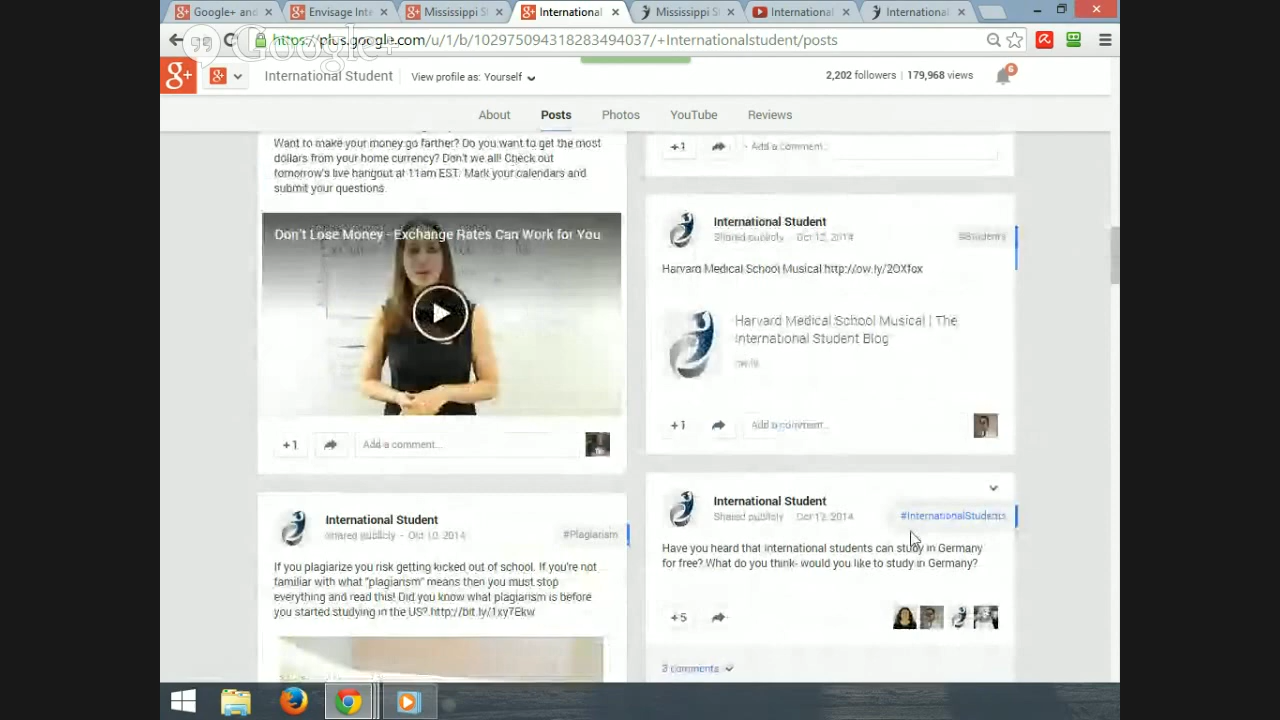 Google+ and
Envisage Inte
Mississippi S
International
Mississippi S
International
International
https://plus.google.com/u/1/b/102975094318283494037/+Internationalstudent/posts
Google+
g+
International Student
View profile as: Yourself
2,202 followers | 179,968 views
6
About
Posts
Photos
YouTube
Reviews
Want to make your money go farther? Do you want to get the most
dollars from your home currency? Don't we all! Check out
tomorrow's live hangout at 11am EST. Mark your calendars and
submit your questions.
Don't Lose Money - Exchange Rates Can Work for You
+1
Add a comment...
International Student
Shared publicly - Oct 10, 2014
#Plagiarism
If you plagiarize you risk getting kicked out of school. If you're not
familiar with what "plagiarism" means then you must stop
everything and read this! Did you know what plagiarism is before
you started studying in the US? http://bit.ly/1xy7Ekw
+1
Add a comment...
International Student
Shared publicly - Oct 12, 2014
#Students
Harvard Medical School Musical http://ow.ly/2OXfox
Harvard Medical School Musical | The
International Student Blog
ow.ly
+1
Add a comment...
International Student
Shared publicly - Oct 12, 2014
#InternationalStudents
Have you heard that international students can study in Germany
for free? What do you think- would you like to study in Germany?
+5
2 comments